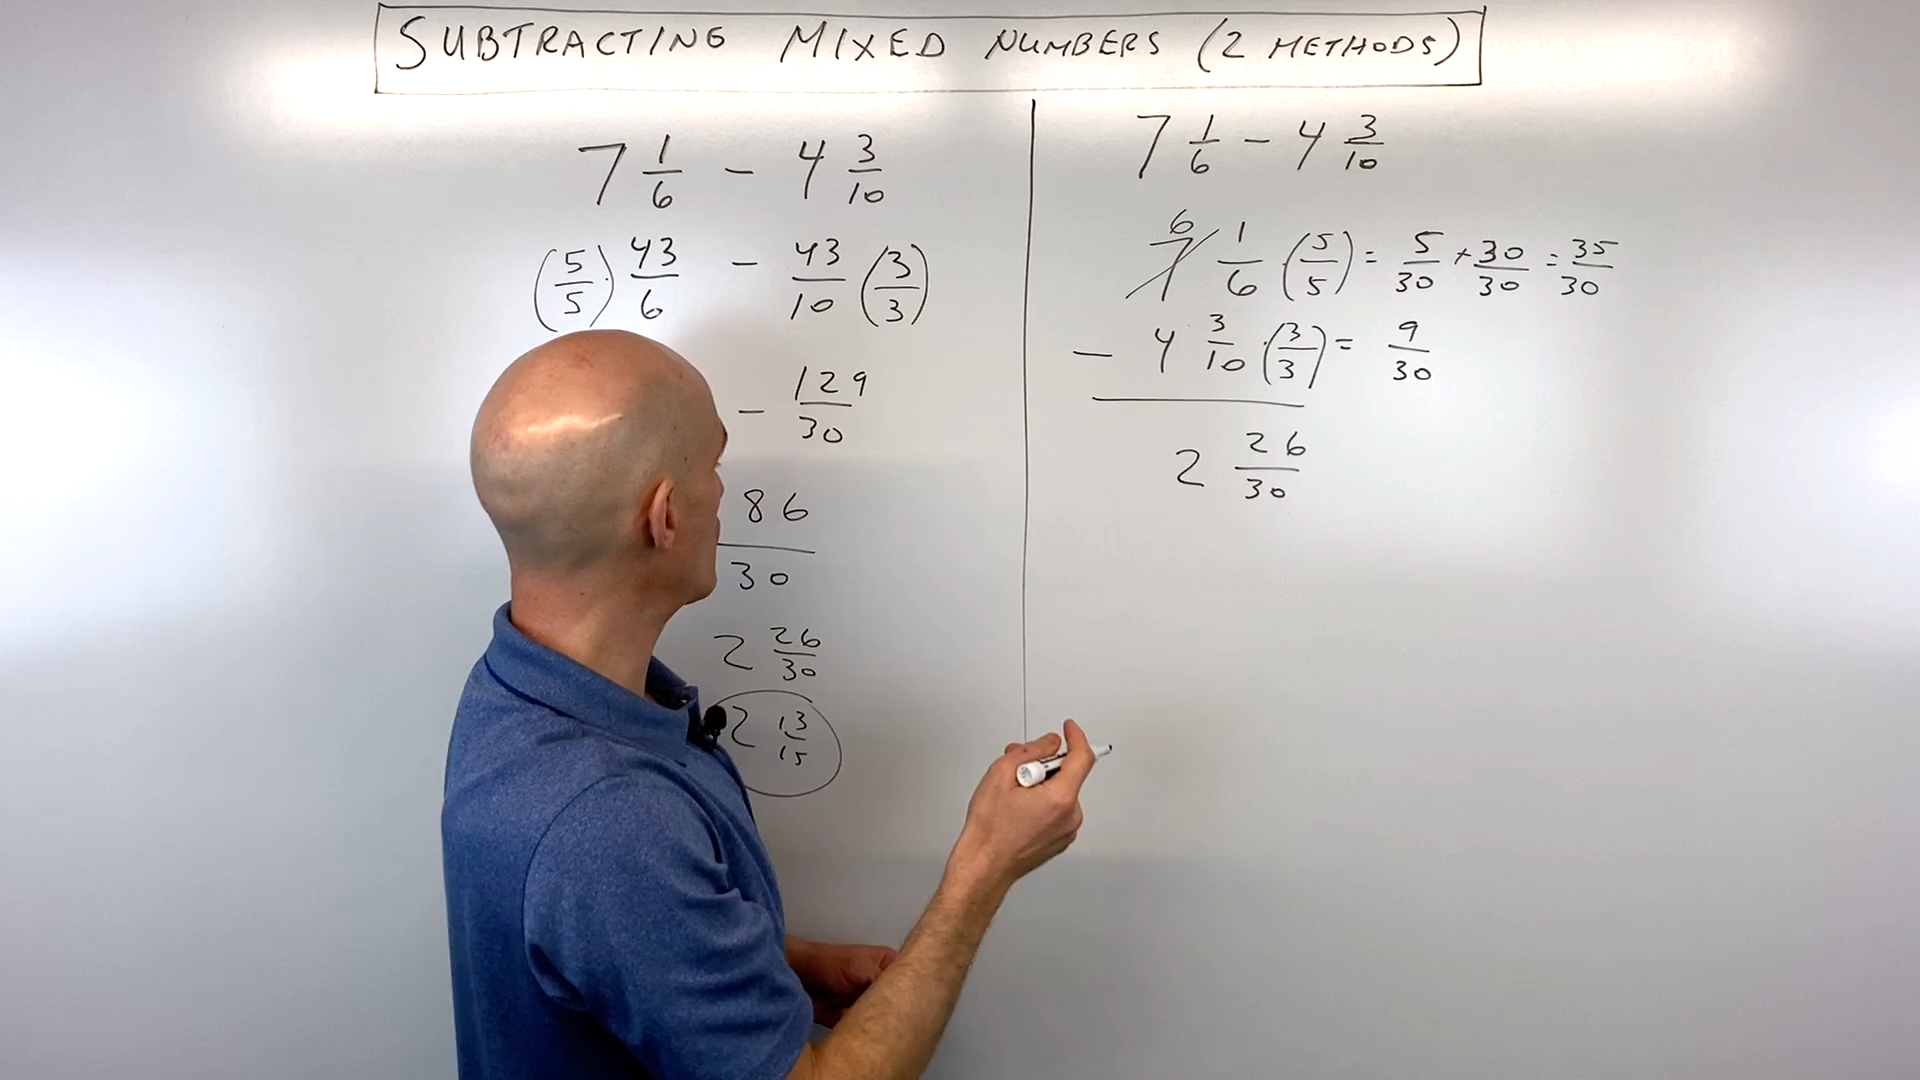 SUBTRACTING MIXED NUMBERS (2 METHODS)
7 1/6 - 4 3/10
(5/5) · 43/6 - 43/10 (3/3)
- 129/30
86/30
2 26/30
2 13/15
7 1/6 - 4 3/10
6
7 1/6 · (5/5) = 5/30 + 30/30 = 35/30
- 4 3/10 · (3/3) = 9/30
2 26/30